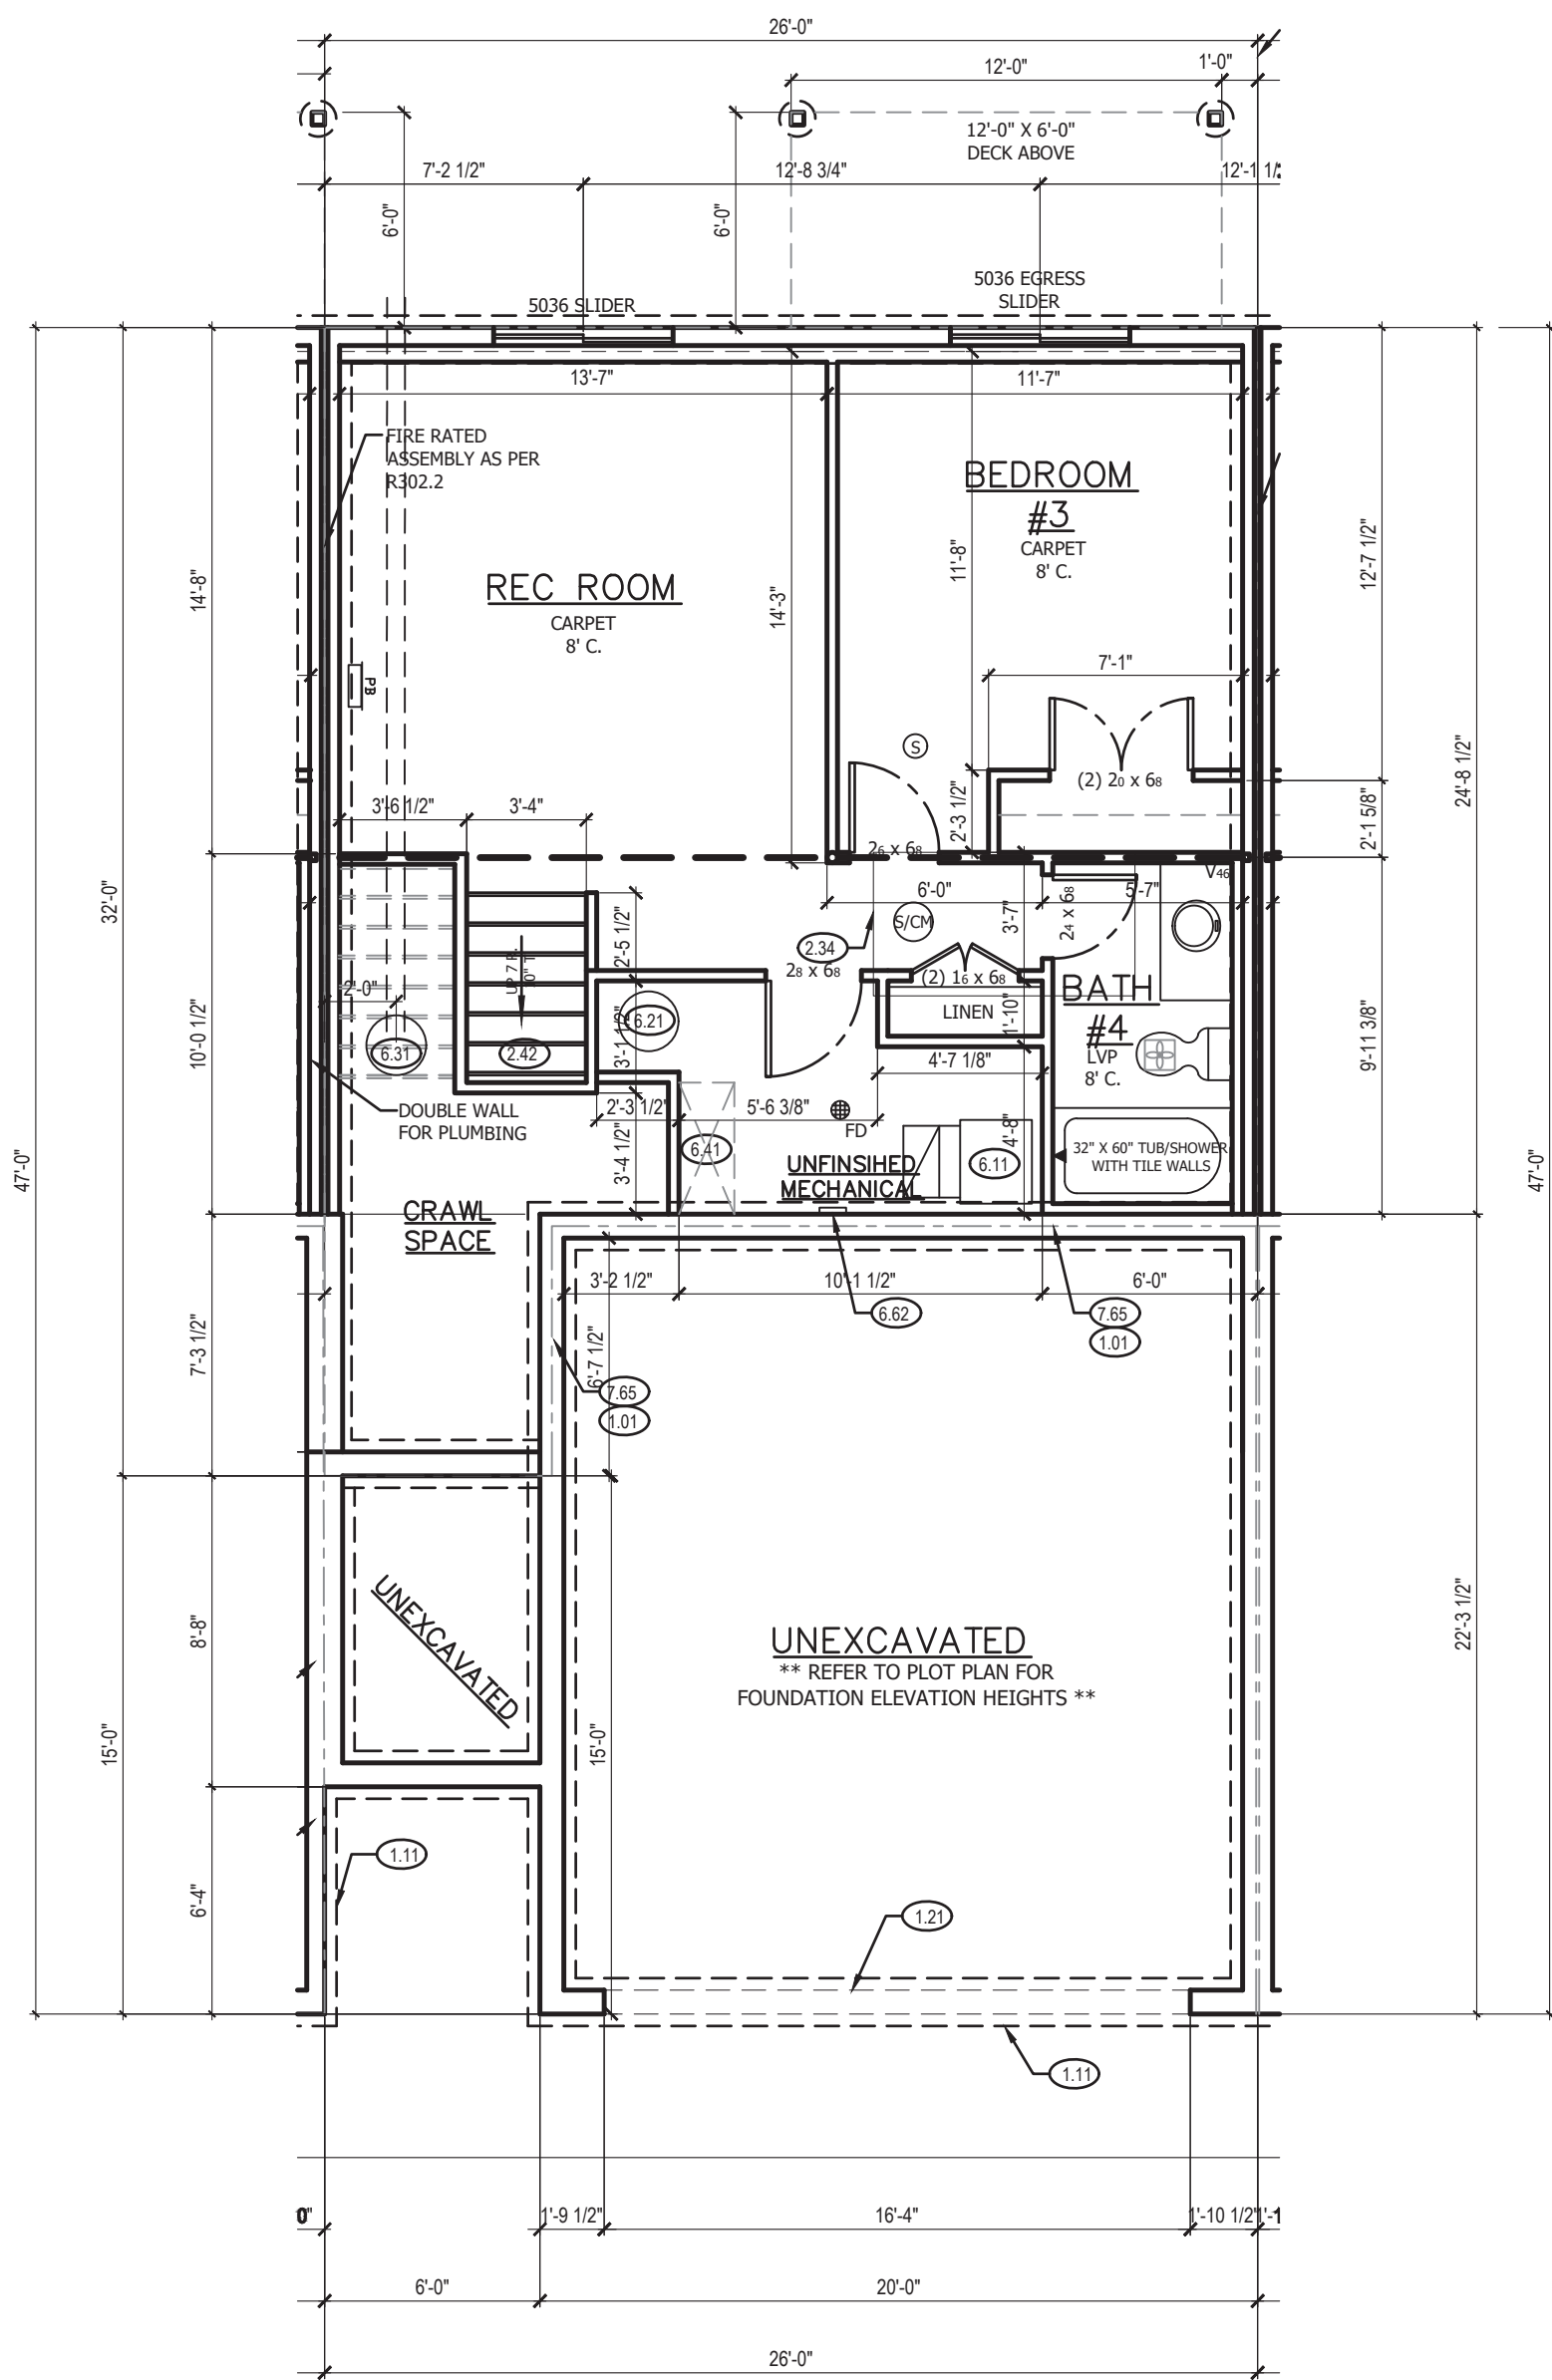 26'-0"
12'-0"
1'-0"
12'-0" X 6'-0"
DECK ABOVE
7'-2 1/2"
12'-8 3/4"
6'-0"
6'-0"
5036 SLIDER
5036 EGRESS
SLIDER
13'-7"
11'-7"
FIRE RATED
ASSEMBLY AS PER
R302.2
BEDROOM
#3
CARPET
8' C.
REC ROOM
CARPET
8' C.
14'-8"
14'-3"
11'-8"
12'-7 1/2"
PB
7'-1"
S
(2) 20 x 68
3'-6 1/2"
3'-4"
2'-3 1/2"
24'-8 1/2"
2'-1 5/8"
26 x 68
V46
32'-0"
6'-0"
5'-7"
S/CM
3'-7"
24 x 68
2'-5 1/2"
2.34
28 x 68
(2) 16 x 68
BATH
#4
LVP
8' C.
2'-0"
UP 7 R.
10" T.
LINEN
1'-10"
6.21
6.31
2.42
10'-0 1/2"
3'-1 1/2"
4'-7 1/8"
9'-11 3/8"
DOUBLE WALL
FOR PLUMBING
2'-3 1/2"
5'-6 3/8"
FD
3'-4 1/2"
6.41
4'-8"
6.11
UNFINSIHED
MECHANICAL
32" X 60" TUB/SHOWER
WITH TILE WALLS
47'-0"
47'-0"
CRAWL
SPACE
3'-2 1/2"
10'-1 1/2"
6'-0"
6.62
7.65
1.01
7'-3 1/2"
6'-7 1/2"
7.65
1.01
8'-8"
UNEXCAVATED
UNEXCAVATED
** REFER TO PLOT PLAN FOR
FOUNDATION ELEVATION HEIGHTS **
22'-3 1/2"
15'-0"
15'-0"
1.11
6'-4"
1.21
1.11
1'-9 1/2"
16'-4"
1'-10 1/2"
6'-0"
20'-0"
26'-0"